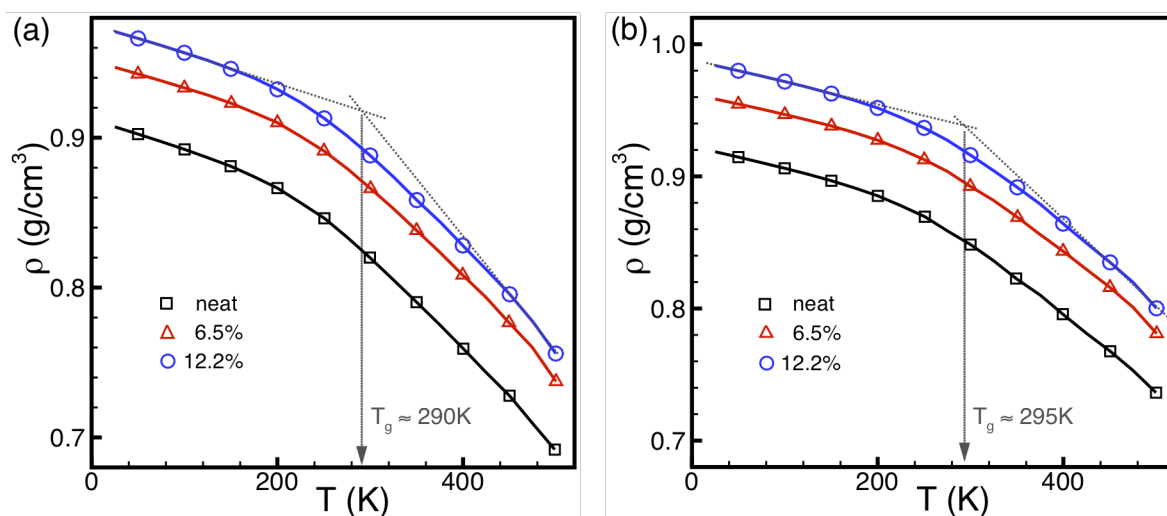 (a)
ρ (g/cm³)
0.9
0.8
0.7
neat
6.5%
12.2%
Tg ≈ 290K
0
200
400
T (K)
(b)
ρ (g/cm³)
1.0
0.9
0.8
0.7
neat
6.5%
12.2%
Tg ≈ 295K
0
200
400
T (K)